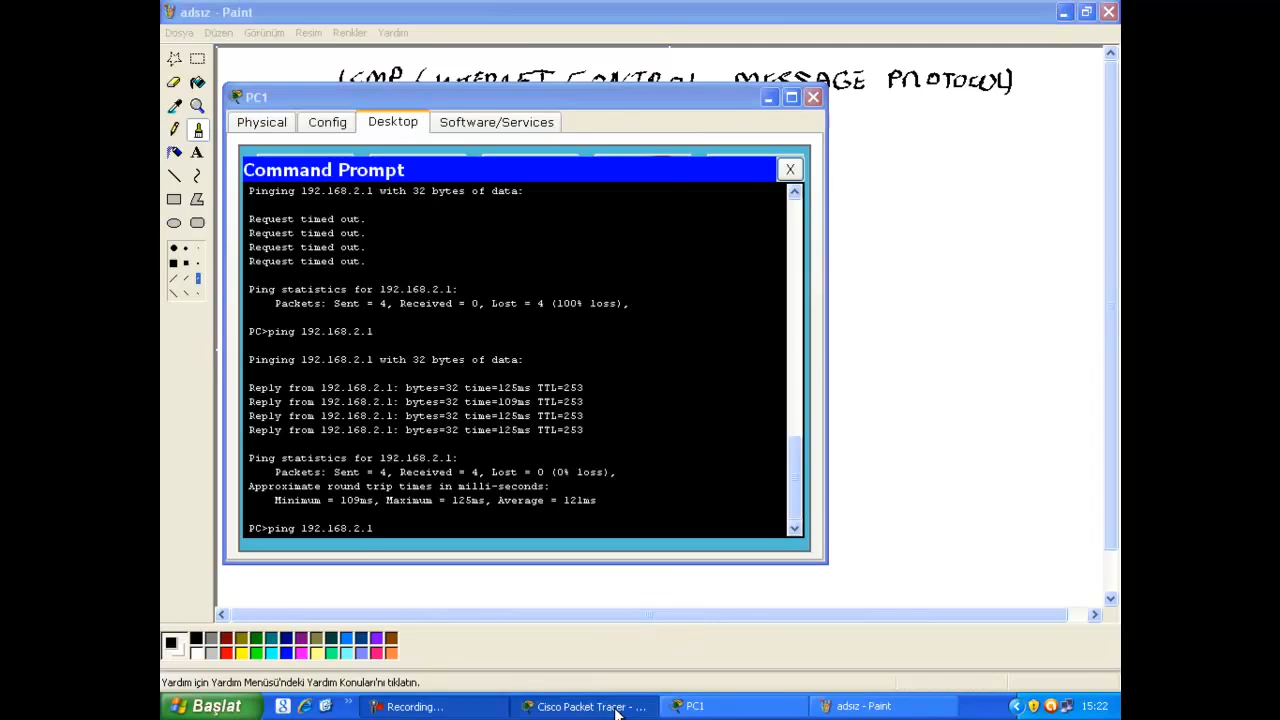 adsız - Paint
Dosya Düzen Görünüm Resim Renkler Yardım
CONTROL MESSAGE PROTOCOL)
PC1
Physical Config Desktop Software/Services
Command Prompt X
Pinging 192.168.2.1 with 32 bytes of data:
Request timed out.
Request timed out.
Request timed out.
Request timed out.
Ping statistics for 192.168.2.1:
Packets: Sent = 4, Received = 0, Lost = 4 (100% loss),
PC>ping 192.168.2.1
Pinging 192.168.2.1 with 32 bytes of data:
Reply from 192.168.2.1: bytes=32 time=125ms TTL=253
Reply from 192.168.2.1: bytes=32 time=109ms TTL=253
Reply from 192.168.2.1: bytes=32 time=125ms TTL=253
Reply from 192.168.2.1: bytes=32 time=125ms TTL=253
Ping statistics for 192.168.2.1:
Packets: Sent = 4, Received = 4, Lost = 0 (0% loss),
Approximate round trip times in milli-seconds:
Minimum = 109ms, Maximum = 125ms, Average = 121ms
PC>ping 192.168.2.1
Yardım için Yardım Menüsü'ndeki Yardım Konuları'nı tıklatın.
Başlat Recording... Cisco Packet Tracer - ... PC1 adsız - Paint 15:22